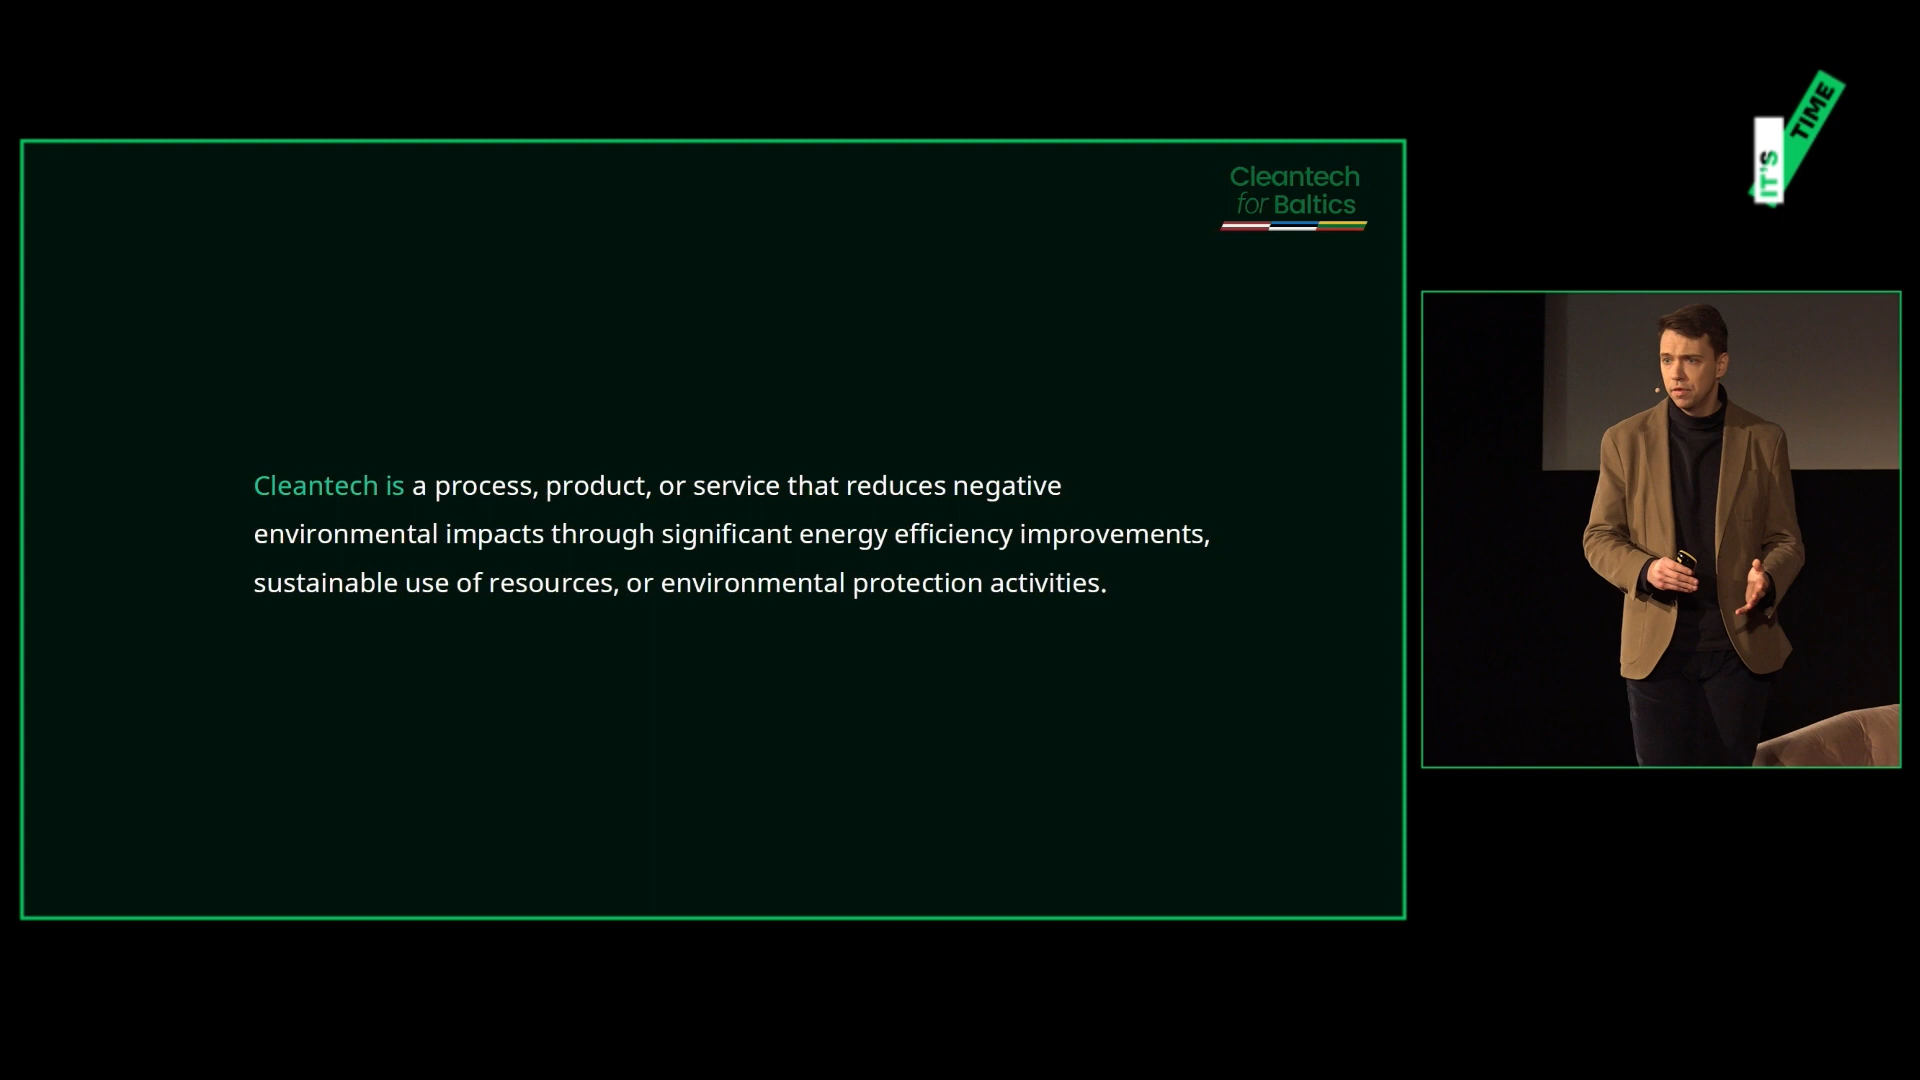 IT'S
TIME
Cleantech
for Baltics
Cleantech is a process, product, or service that reduces negative
environmental impacts through significant energy efficiency improvements,
sustainable use of resources, or environmental protection activities.